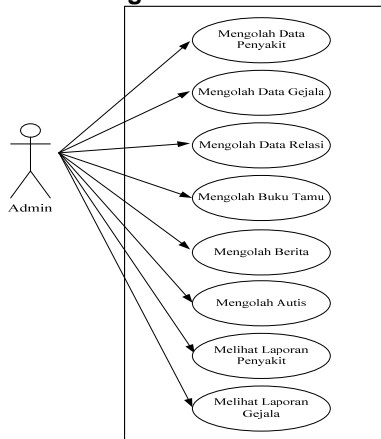 Mengolah Data
Penyakit
Mengolah Data Gejala
Mengolah Data Relasi
Mengolah Buku Tamu
Admin
Mengolah Berita
Mengolah Autis
Melihat Laporan
Penyakit
Melihat Laporan
Gejala